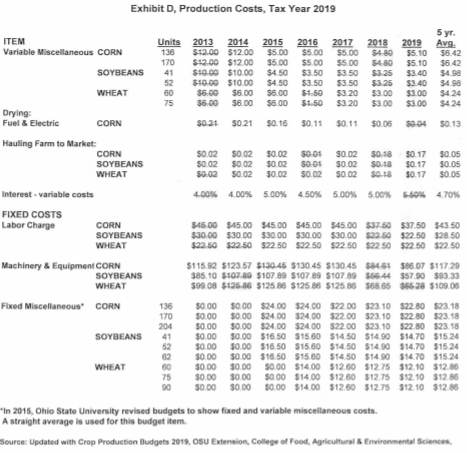 Exhibit D, Production Costs, Tax Year 2019
5 yr.
ITEM Units 2013 2014 2015 2016 2017 2018 2019 Avg.
Variable Miscellaneous CORN 136 $12.00 $12.00 $5.00 $5.00 $5.00 $4.80 $5.10 $6.42
170 $12.00 $12.00 $5.00 $5.00 $5.00 $4.80 $5.10 $6.42
SOYBEANS 41 $10.00 $10.00 $4.50 $3.50 $3.50 $3.25 $3.40 $4.98
52 $10.00 $10.00 $4.50 $3.50 $3.50 $3.25 $3.40 $4.98
WHEAT 60 $6.00 $6.00 $6.00 $1.50 $3.20 $3.00 $3.00 $4.24
75 $6.00 $6.00 $6.00 $1.50 $3.20 $3.00 $3.00 $4.24
Drying:
Fuel & Electric CORN $0.21 $0.21 $0.16 $0.11 $0.11 $0.06 $0.04 $0.13
Hauling Farm to Market:
CORN $0.02 $0.02 $0.02 $0.01 $0.02 $0.18 $0.17 $0.05
SOYBEANS $0.02 $0.02 $0.02 $0.01 $0.02 $0.18 $0.17 $0.05
WHEAT $0.02 $0.02 $0.02 $0.02 $0.02 $0.18 $0.17 $0.05
Interest - variable costs 4.00% 4.00% 5.00% 4.50% 5.00% 5.00% 5.50% 4.70%
FIXED COSTS
Labor Charge CORN $45.00 $45.00 $45.00 $45.00 $45.00 $37.50 $37.50 $43.50
SOYBEANS $30.00 $30.00 $30.00 $30.00 $30.00 $22.50 $22.50 $28.50
WHEAT $22.50 $22.50 $22.50 $22.50 $22.50 $22.50 $22.50 $22.50
Machinery & Equipment CORN $115.92 $123.57 $130.45 $130.45 $130.45 $84.61 $86.07 $117.29
SOYBEANS $85.10 $107.89 $107.89 $107.89 $107.89 $56.44 $57.90 $93.33
WHEAT $99.08 $125.86 $125.86 $125.86 $125.86 $68.65 $65.28 $109.06
Fixed Miscellaneous* CORN 136 $0.00 $0.00 $24.00 $24.00 $22.00 $23.10 $22.80 $23.18
170 $0.00 $0.00 $24.00 $24.00 $22.00 $23.10 $22.80 $23.18
204 $0.00 $0.00 $24.00 $24.00 $22.00 $23.10 $22.80 $23.18
SOYBEANS 41 $0.00 $0.00 $16.50 $15.60 $14.50 $14.90 $14.70 $15.24
52 $0.00 $0.00 $16.50 $15.60 $14.50 $14.90 $14.70 $15.24
62 $0.00 $0.00 $16.50 $15.60 $14.50 $14.90 $14.70 $15.24
WHEAT 60 $0.00 $0.00 $0.00 $14.00 $12.60 $12.75 $12.10 $12.86
75 $0.00 $0.00 $0.00 $14.00 $12.60 $12.75 $12.10 $12.86
90 $0.00 $0.00 $0.00 $14.00 $12.60 $12.75 $12.10 $12.86
*In 2015, Ohio State University revised budgets to show fixed and variable miscellaneous costs.
A straight average is used for this budget item.
Source: Updated with Crop Production Budgets 2019, OSU Extension, College of Food, Agricultural & Environmental Sciences,